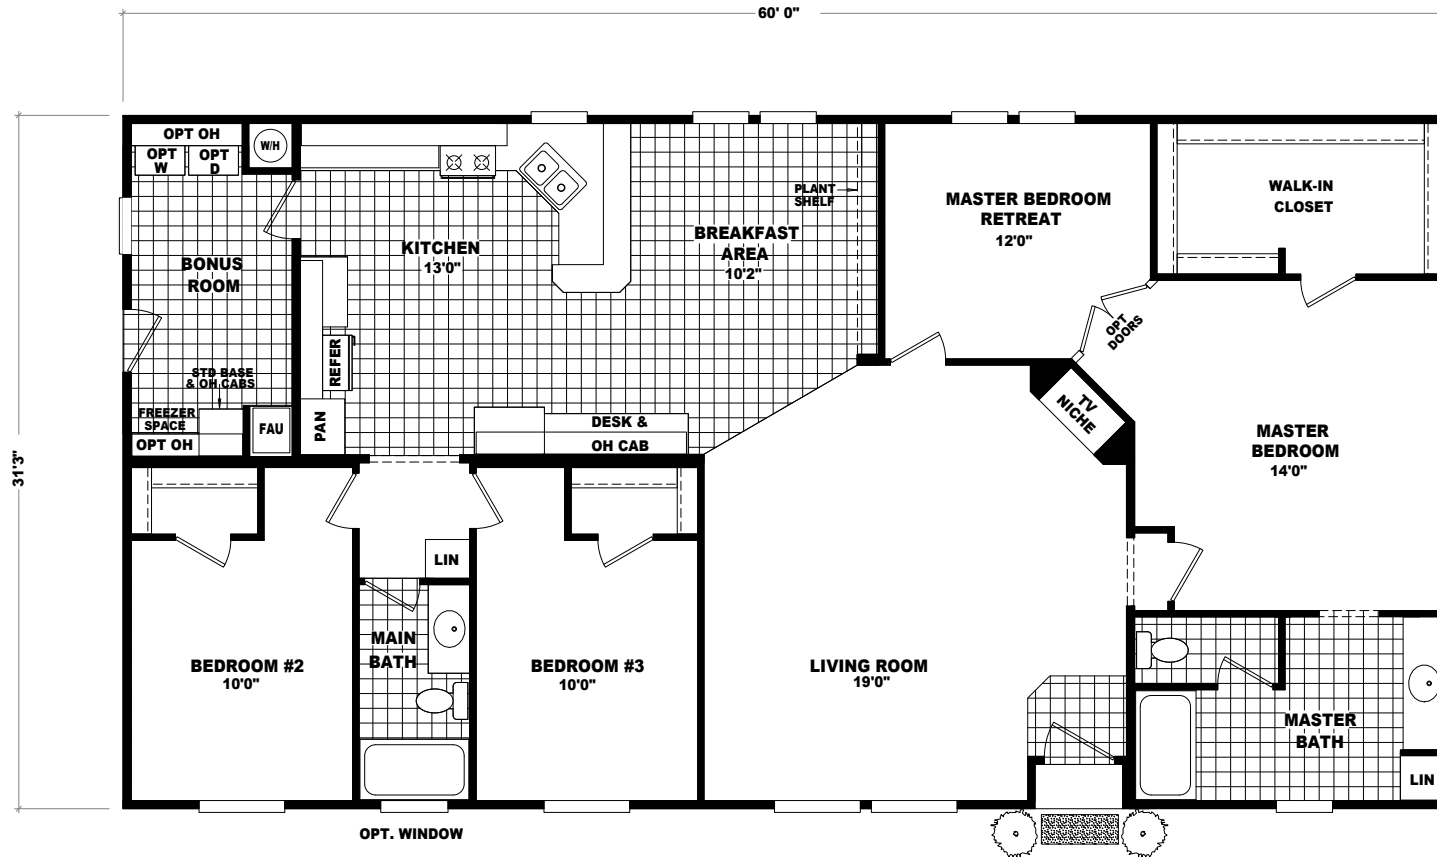 60' 0"
31'3"
OPT OH
OPT
W
OPT
D
W/H
BONUS
ROOM
STD BASE
& OH CABS
FREEZER
SPACE
OPT OH
FAU
KITCHEN
13'0"
REFER
PAN
BREAKFAST
AREA
10'2"
PLANT
SHELF
DESK &
OH CAB
MASTER BEDROOM
RETREAT
12'0"
WALK-IN
CLOSET
OPT
DOORS
TV
NICHE
MASTER
BEDROOM
14'0"
LIN
MAIN
BATH
BEDROOM #2
10'0"
BEDROOM #3
10'0"
LIVING ROOM
19'0"
MASTER
BATH
LIN
OPT. WINDOW